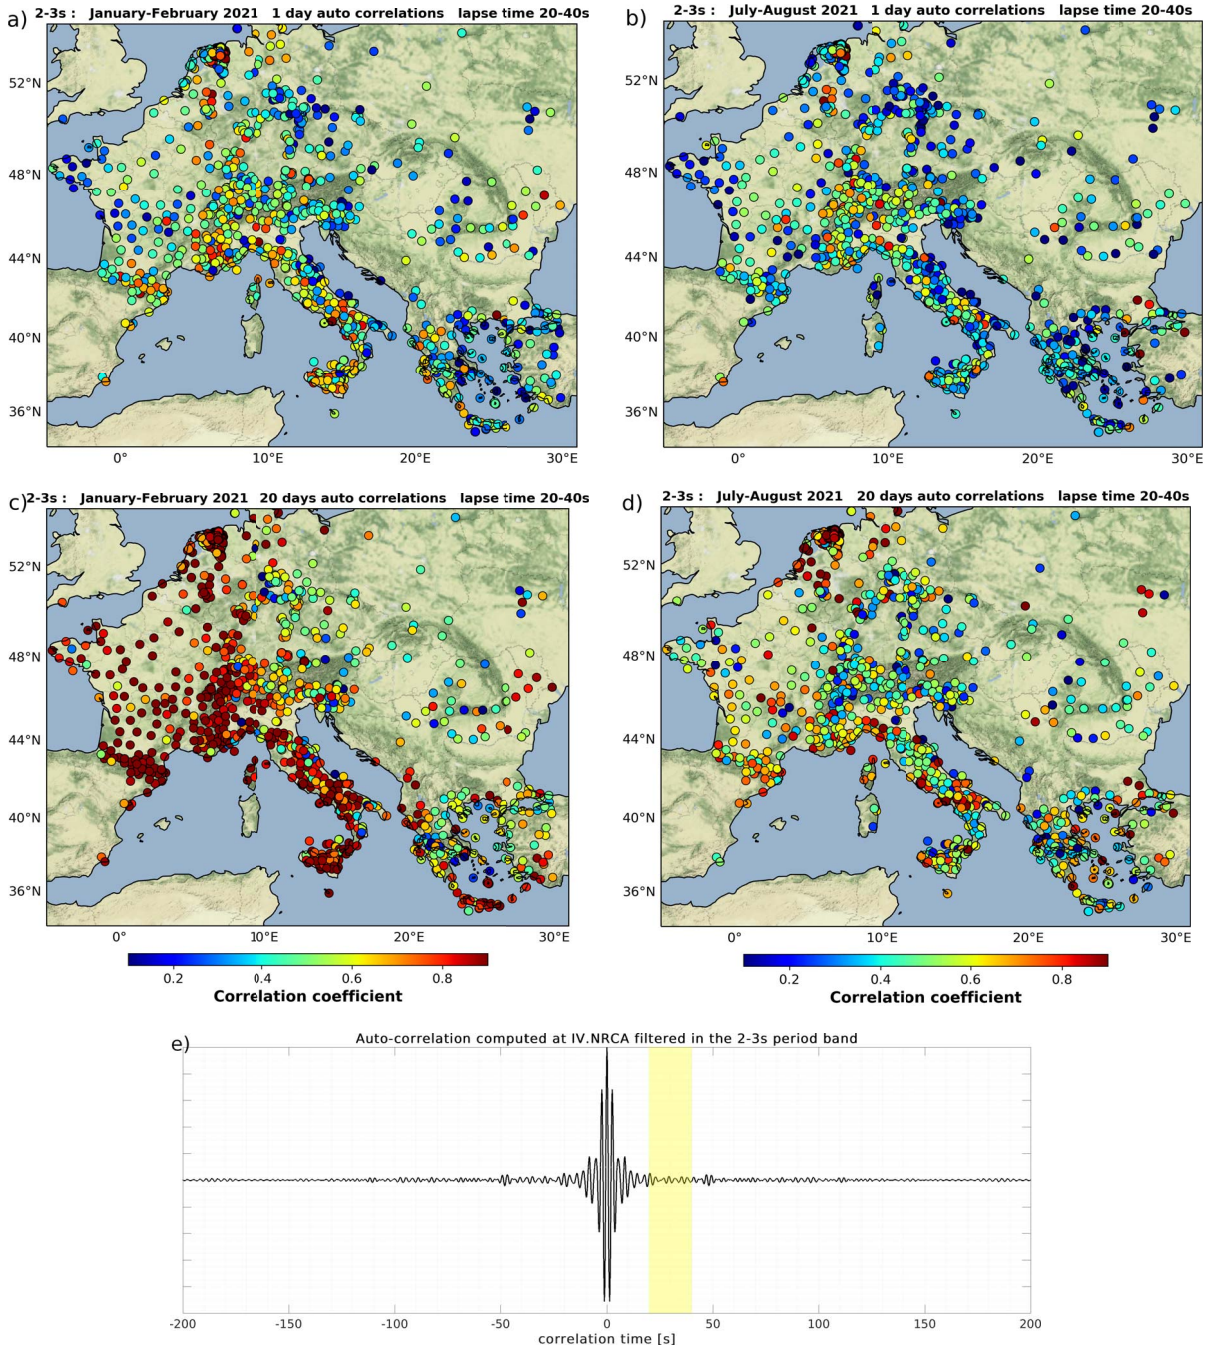 a) 2-3s : January-February 2021 1 day auto correlations lapse time 20-40s
52°N
48°N
44°N
40°N
36°N
0° 10°E 20°E 30°E
b) 2-3s : July-August 2021 1 day auto correlations lapse time 20-40s
52°N
48°N
44°N
40°N
36°N
0° 10°E 20°E 30°E
c) 2-3s : January-February 2021 20 days auto correlations lapse time 20-40s
52°N
48°N
44°N
40°N
36°N
0° 10°E 20°E 30°E
0.2 0.4 0.6 0.8
Correlation coefficient
d) 2-3s : July-August 2021 20 days auto correlations lapse time 20-40s
52°N
48°N
44°N
40°N
36°N
0° 10°E 20°E 30°E
0.2 0.4 0.6 0.8
Correlation coefficient
e) Auto-correlation computed at IV.NRCA filtered in the 2-3s period band
-200 -150 -100 -50 0 50 100 150 200
correlation time [s]